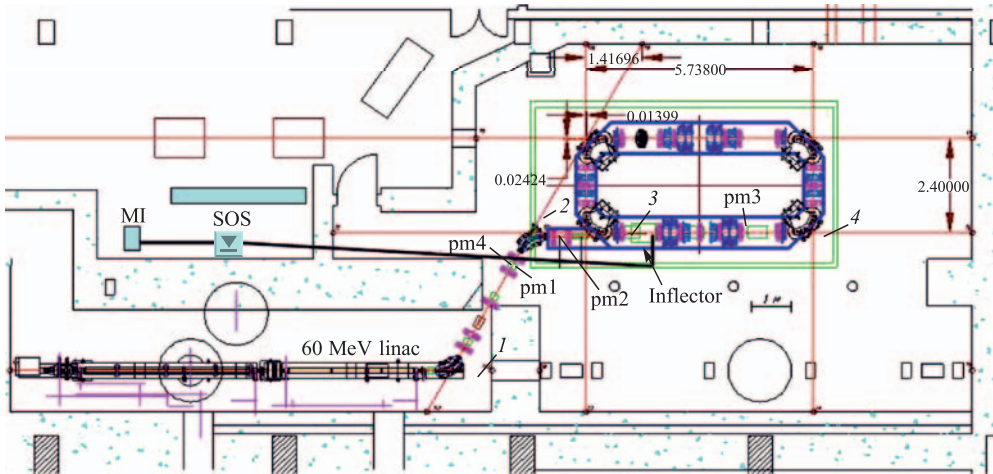 1.41696
5.73800
0.01399
0.02424
2.40000
MI
SOS
2
3
pm3
4
pm4
pm1
pm2
Inflector
60 MeV linac
1